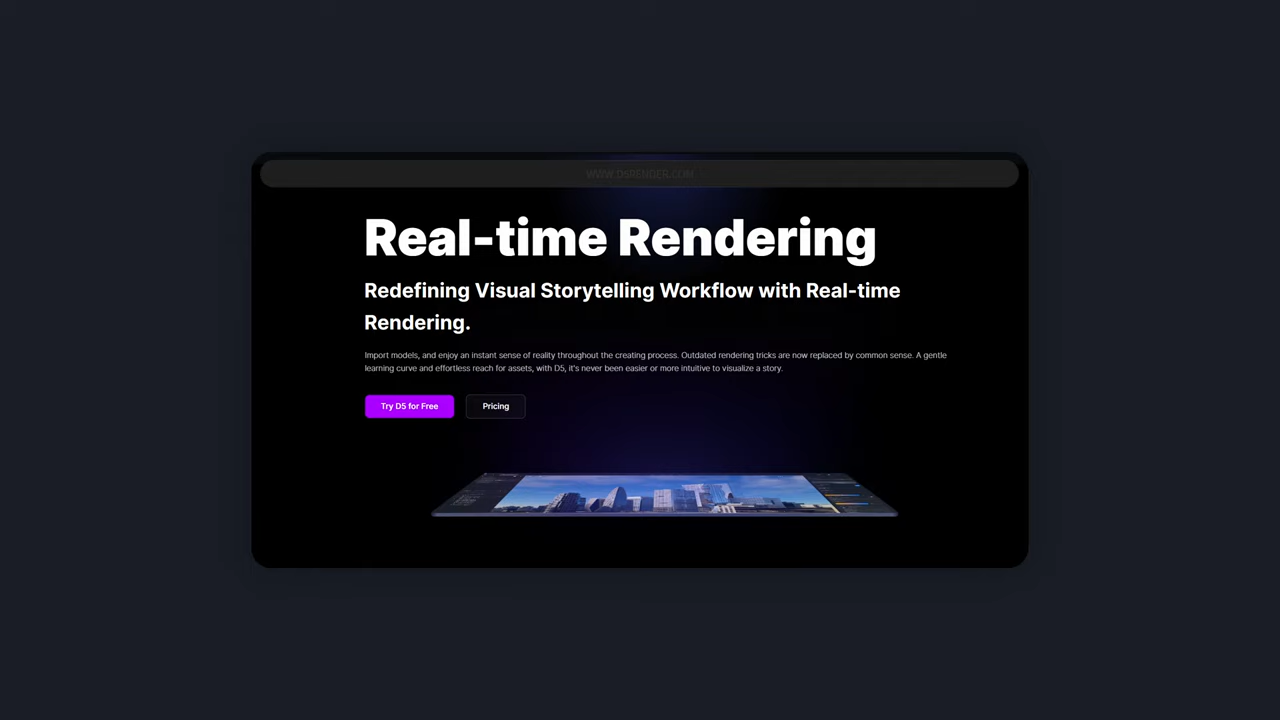 WWW.D5RENDER.COM
Real-time Rendering
Redefining Visual Storytelling Workflow with Real-time
Rendering.
Import models, and enjoy an instant sense of reality throughout the creating process. Outdated rendering tricks are now replaced by common sense. A gentle
learning curve and effortless reach for assets, with D5, it's never been easier or more intuitive to visualize a story.
Try D5 for Free
Pricing